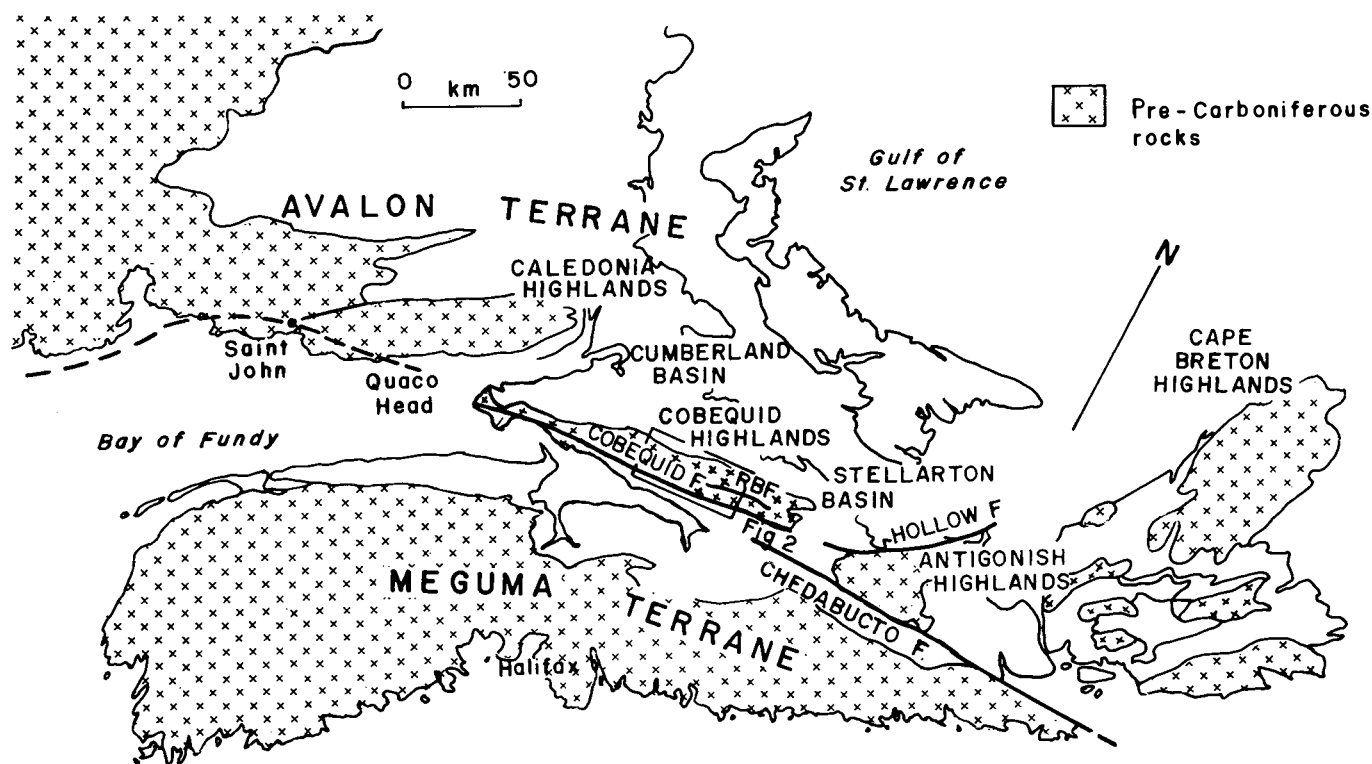 0 50
km
Pre-Carboniferous
rocks
Gulf of
St. Lawrence
AVALON TERRANE
N
CALEDONIA
HIGHLANDS
Saint
John
Quaco
Head
CUMBERLAND
BASIN
CAPE
BRETON
HIGHLANDS
Bay of Fundy
COBEQUID
HIGHLANDS
COBEQUID F
RBF
STELLARTON
BASIN
HOLLOW F
Fig 2
ANTIGONISH
HIGHLANDS
CHEDABUCTO F
MEGUMA TERRANE
Halifax